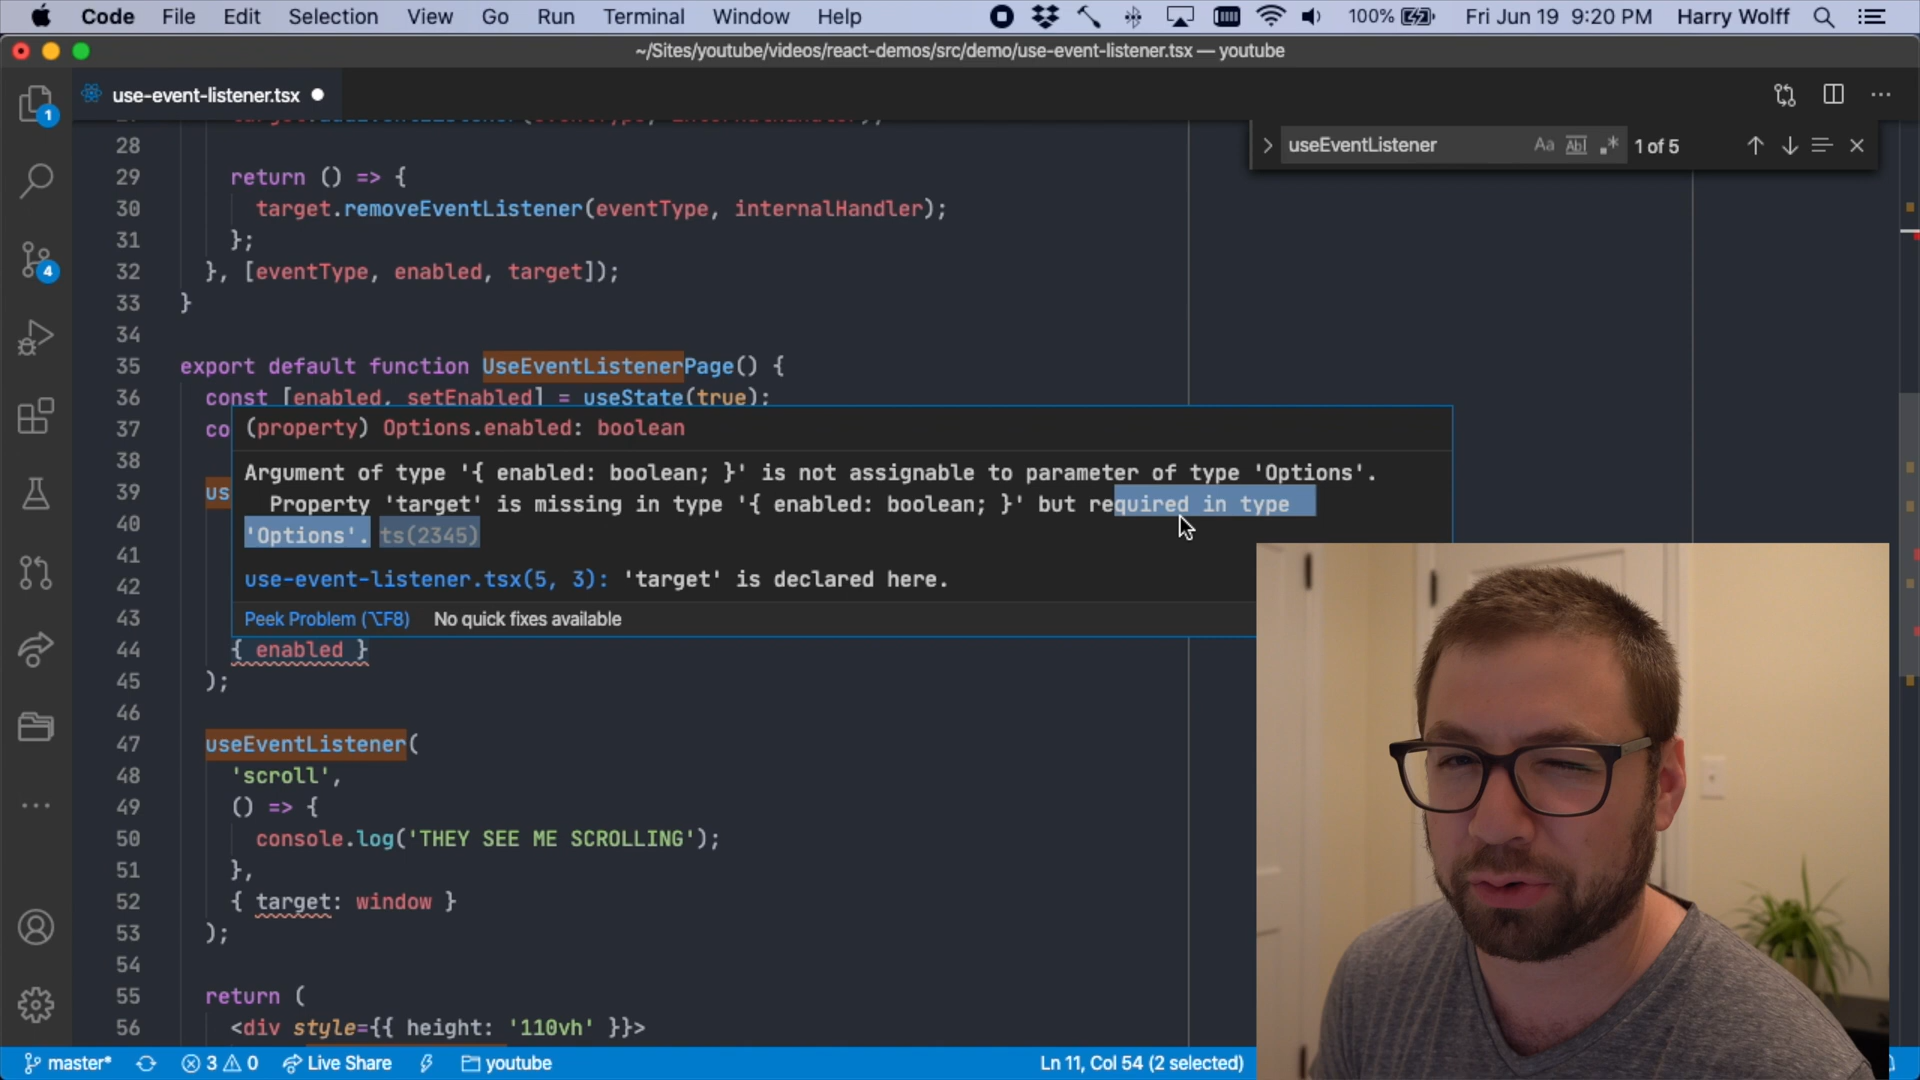 Code File Edit Selection View Go Run Terminal Window Help 100% Fri Jun 19 9:20 PM Harry Wolff
~/Sites/youtube/videos/react-demos/src/demo/use-event-listener.tsx — youtube
use-event-listener.tsx
useEventListener Aa Abl .* 1 of 5
1
28
29 return () => {
30 target.removeEventListener(eventType, internalHandler);
31 };
32 }, [eventType, enabled, target]);
33 }
34
35 export default function UseEventListenerPage() {
36 const [enabled, setEnabled] = useState(true);
37 co
(property) Options.enabled: boolean
38
Argument of type '{ enabled: boolean; }' is not assignable to parameter of type 'Options'.
39 us
Property 'target' is missing in type '{ enabled: boolean; }' but required in type
40
'Options'. ts(2345)
41
42
use-event-listener.tsx(5, 3): 'target' is declared here.
43
Peek Problem (⌥F8) No quick fixes available
44 { enabled }
45 );
46
47 useEventListener(
48 'scroll',
49 () => {
50 console.log('THEY SEE ME SCROLLING');
51 },
52 { target: window }
53 );
54
55 return (
56 <div style={{ height: '110vh' }}>
4
master* 3 0 Live Share youtube Ln 11, Col 54 (2 selected)